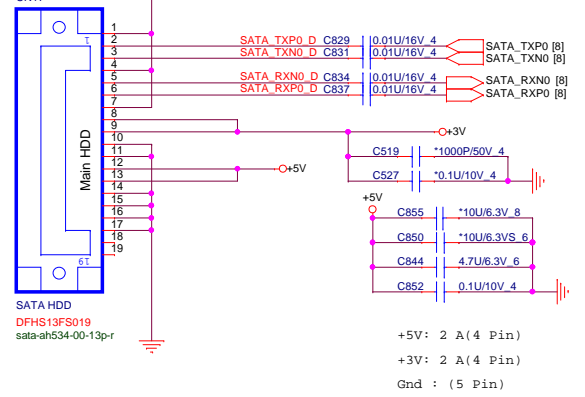 1
2
3
4
5
6
7
8
9
10
11
12
13
14
15
16
17
18
19
1
19
Main HDD
SATA_TXP0_D C829 0.01U/16V_4 SATA_TXP0 [8]
SATA_TXN0_D C831 0.01U/16V_4 SATA_TXN0 [8]
SATA_RXN0_D C834 0.01U/16V_4 SATA_RXN0 [8]
SATA_RXP0_D C837 0.01U/16V_4 SATA_RXP0 [8]
+3V
C519 *1000P/50V_4
C527 *0.1U/10V_4
+5V
+5V
C855 *10U/6.3V_8
C850 *10U/6.3VS_6
C844 4.7U/6.3V_6
C852 0.1U/10V_4
SATA HDD
DFHS13FS019
sata-ah534-00-13p-r
+5V: 2 A(4 Pin)
+3V: 2 A(4 Pin)
Gnd : (5 Pin)